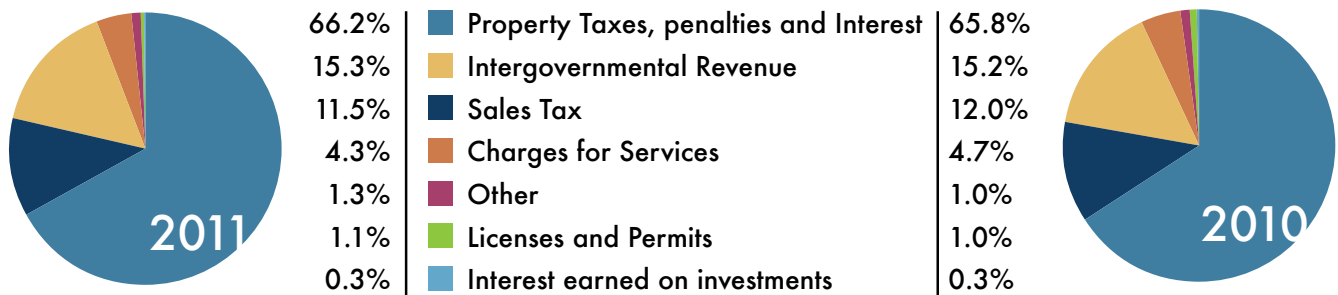 66.2% Property Taxes, penalties and Interest 65.8%
15.3% Intergovernmental Revenue 15.2%
11.5% Sales Tax 12.0%
4.3% Charges for Services 4.7%
1.3% Other 1.0%
1.1% Licenses and Permits 1.0%
0.3% Interest earned on investments 0.3%
2011
2010